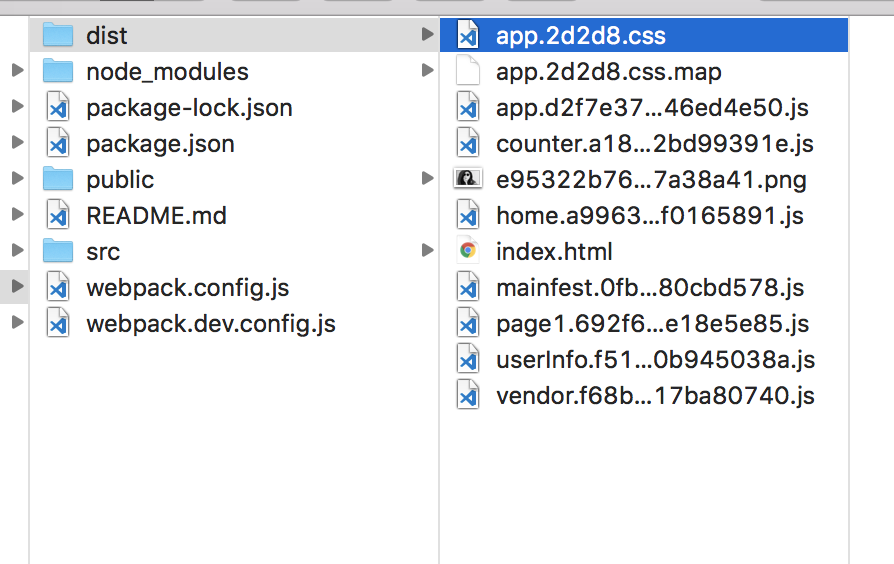 dist
node_modules
package-lock.json
package.json
public
README.md
src
webpack.config.js
webpack.dev.config.js
app.2d2d8.css
app.2d2d8.css.map
app.d2f7e37...46ed4e50.js
counter.a18...2bd99391e.js
e95322b76...7a38a41.png
home.a9963...f0165891.js
index.html
mainfest.0fb...80cbd578.js
page1.692f6...e18e5e85.js
userInfo.f51...0b945038a.js
vendor.f68b...17ba80740.js